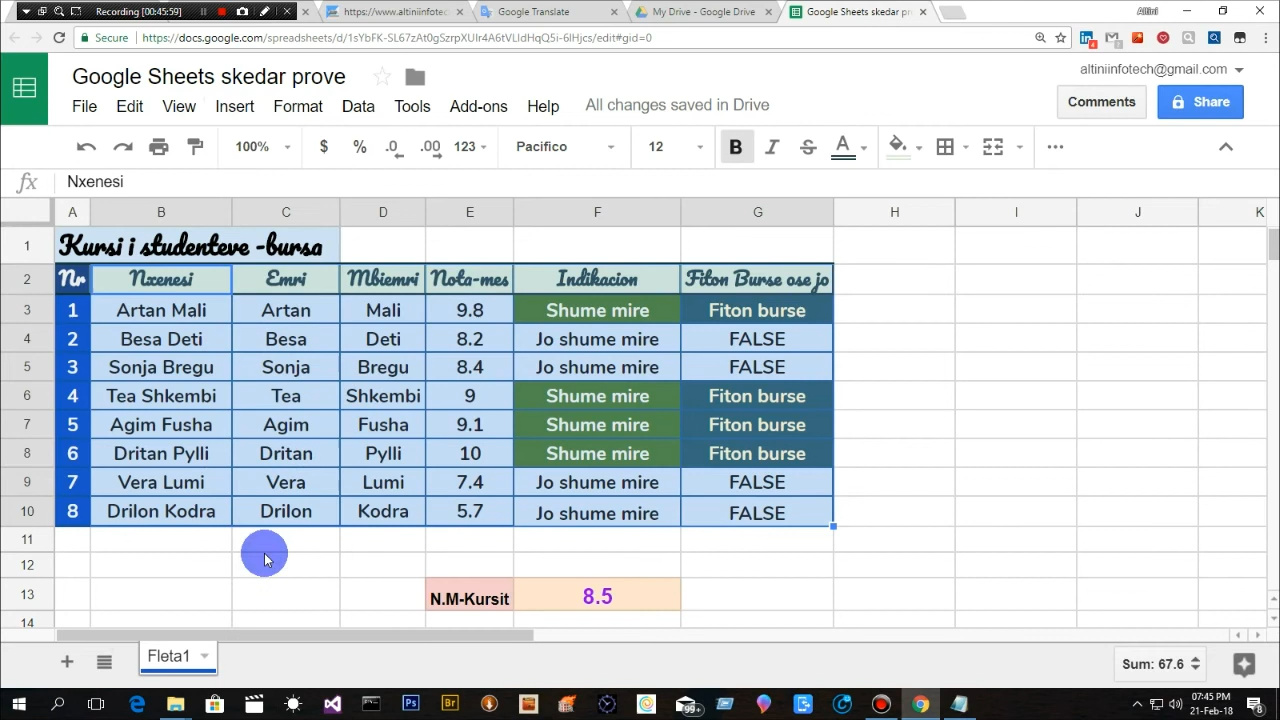 Recording [00:45:59]
https://www.altiniinfotec
Google Translate
My Drive - Google Drive
Google Sheets skedar pro
Altini
Secure
https://docs.google.com/spreadsheets/d/1sYbFK-SL67zAt0gSzrpXUIr4A6tVLIdHqQ5i-6lHjcs/edit#gid=0
Google Sheets skedar prove
altiniinfotech@gmail.com
File Edit View Insert Format Data Tools Add-ons Help All changes saved in Drive
Comments
Share
100% $ % .0 .00 123 Pacifico 12 B I S A
fx Nxenesi
A B C D E F G H I J K
1 Kursi i studenteve -bursa
2 Nr Nxenesi Emri Mbiemri Nota-mes Indikacion Fiton Burse ose jo
3 1 Artan Mali Artan Mali 9.8 Shume mire Fiton burse
4 2 Besa Deti Besa Deti 8.2 Jo shume mire FALSE
5 3 Sonja Bregu Sonja Bregu 8.4 Jo shume mire FALSE
6 4 Tea Shkembi Tea Shkembi 9 Shume mire Fiton burse
7 5 Agim Fusha Agim Fusha 9.1 Shume mire Fiton burse
8 6 Dritan Pylli Dritan Pylli 10 Shume mire Fiton burse
9 7 Vera Lumi Vera Lumi 7.4 Jo shume mire FALSE
10 8 Drilon Kodra Drilon Kodra 5.7 Jo shume mire FALSE
11
12
13 N.M-Kursit 8.5
14
Fleta1
Sum: 67.6
Ps
Br
99+
07:45 PM
21-Feb-18